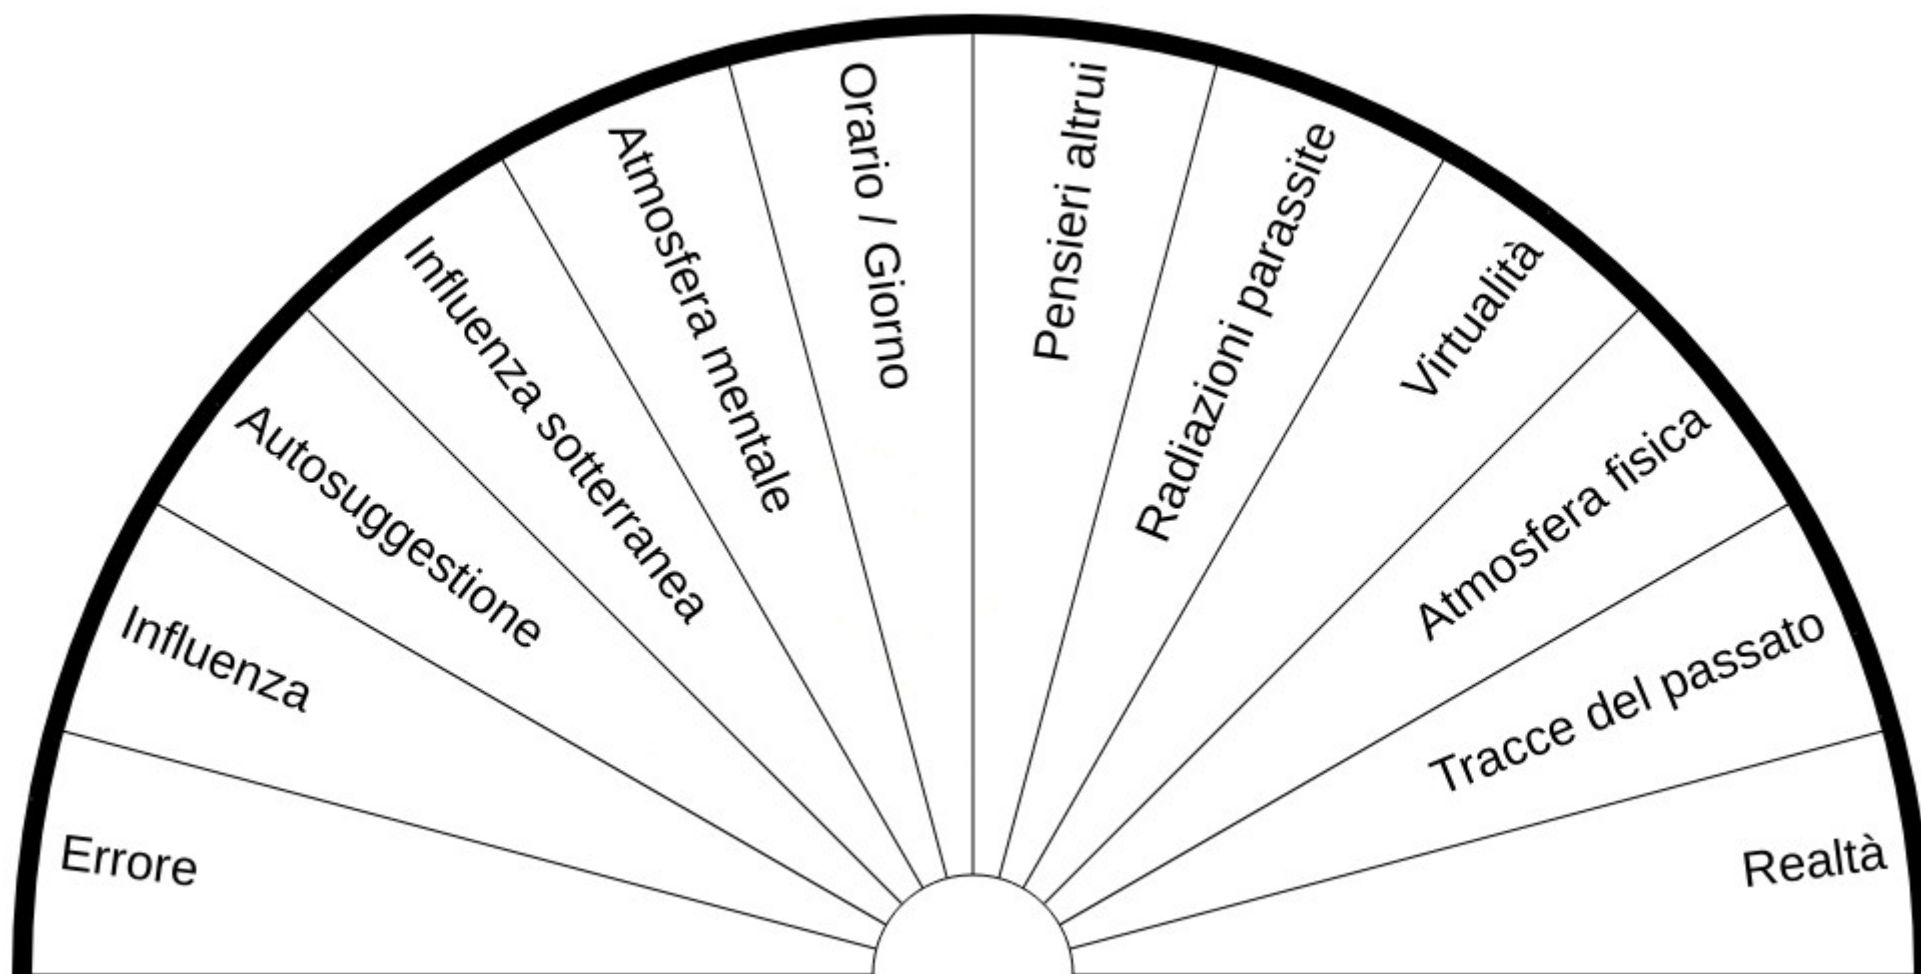 Errore
Influenza
Autosuggestione
Influenza sotterranea
Atmosfera mentale
Orario / Giorno
Pensieri altrui
Radiazioni parassite
Virtualità
Atmosfera fisica
Tracce del passato
Realtà